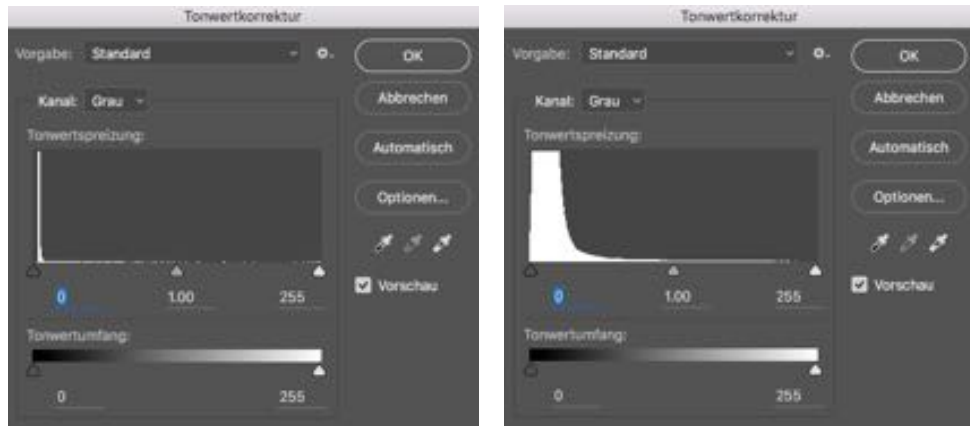 Tonwertkorrektur
Vorgabe: Standard
OK
Kanal: Grau
Abbrechen
Tonwertspreizung:
Automatisch
Optionen...
0 1.00 255
Vorschau
Tonwertumfang:
0 255
Tonwertkorrektur
Vorgabe: Standard
OK
Kanal: Grau
Abbrechen
Tonwertspreizung:
Automatisch
Optionen...
0 1.00 255
Vorschau
Tonwertumfang:
0 255